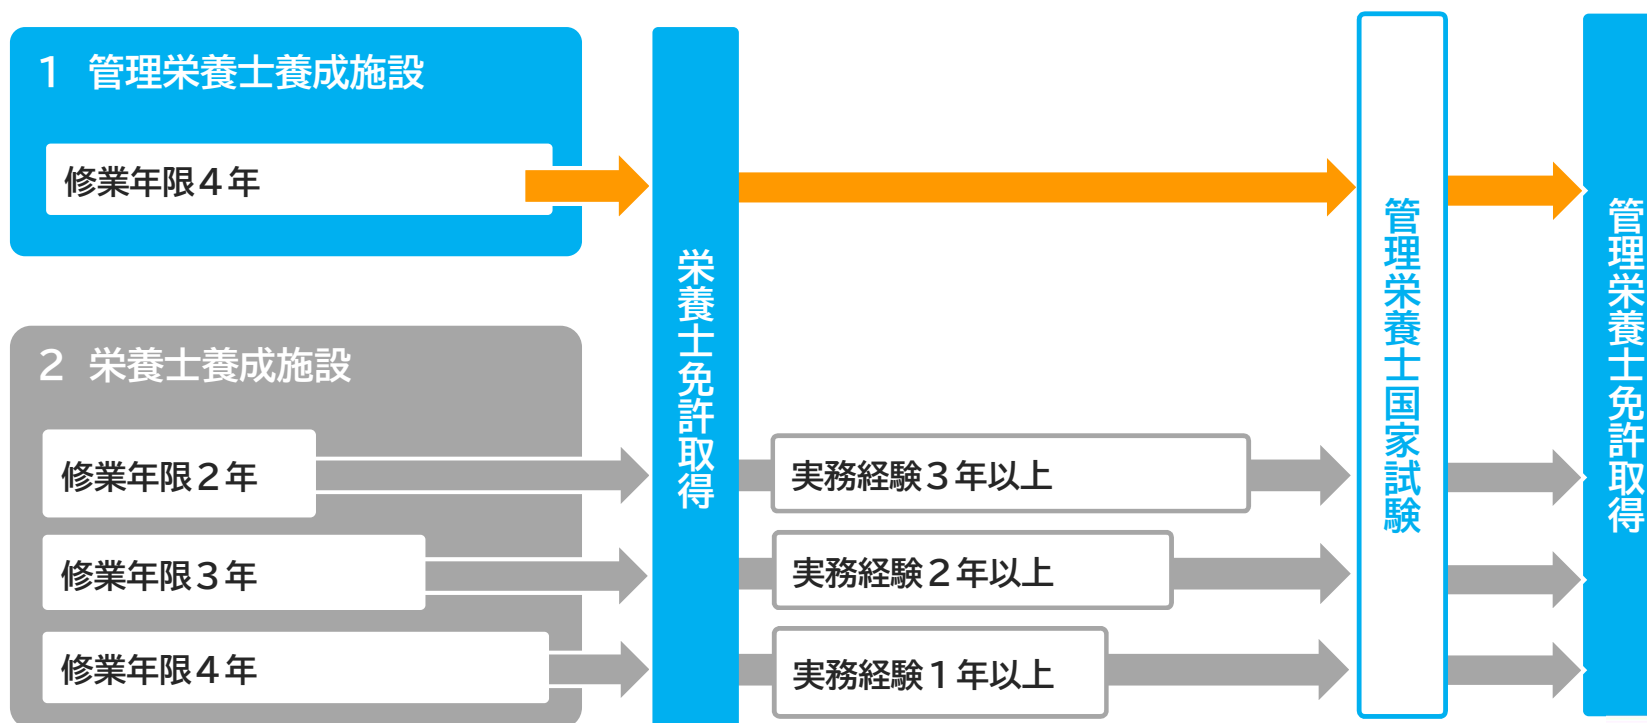 1 管理栄養士養成施設
修業年限4年
2 栄養士養成施設
修業年限2年
修業年限3年
修業年限4年
栄養士免許取得
実務経験3年以上
実務経験2年以上
実務経験1年以上
管理栄養士国家試験
管理栄養士免許取得